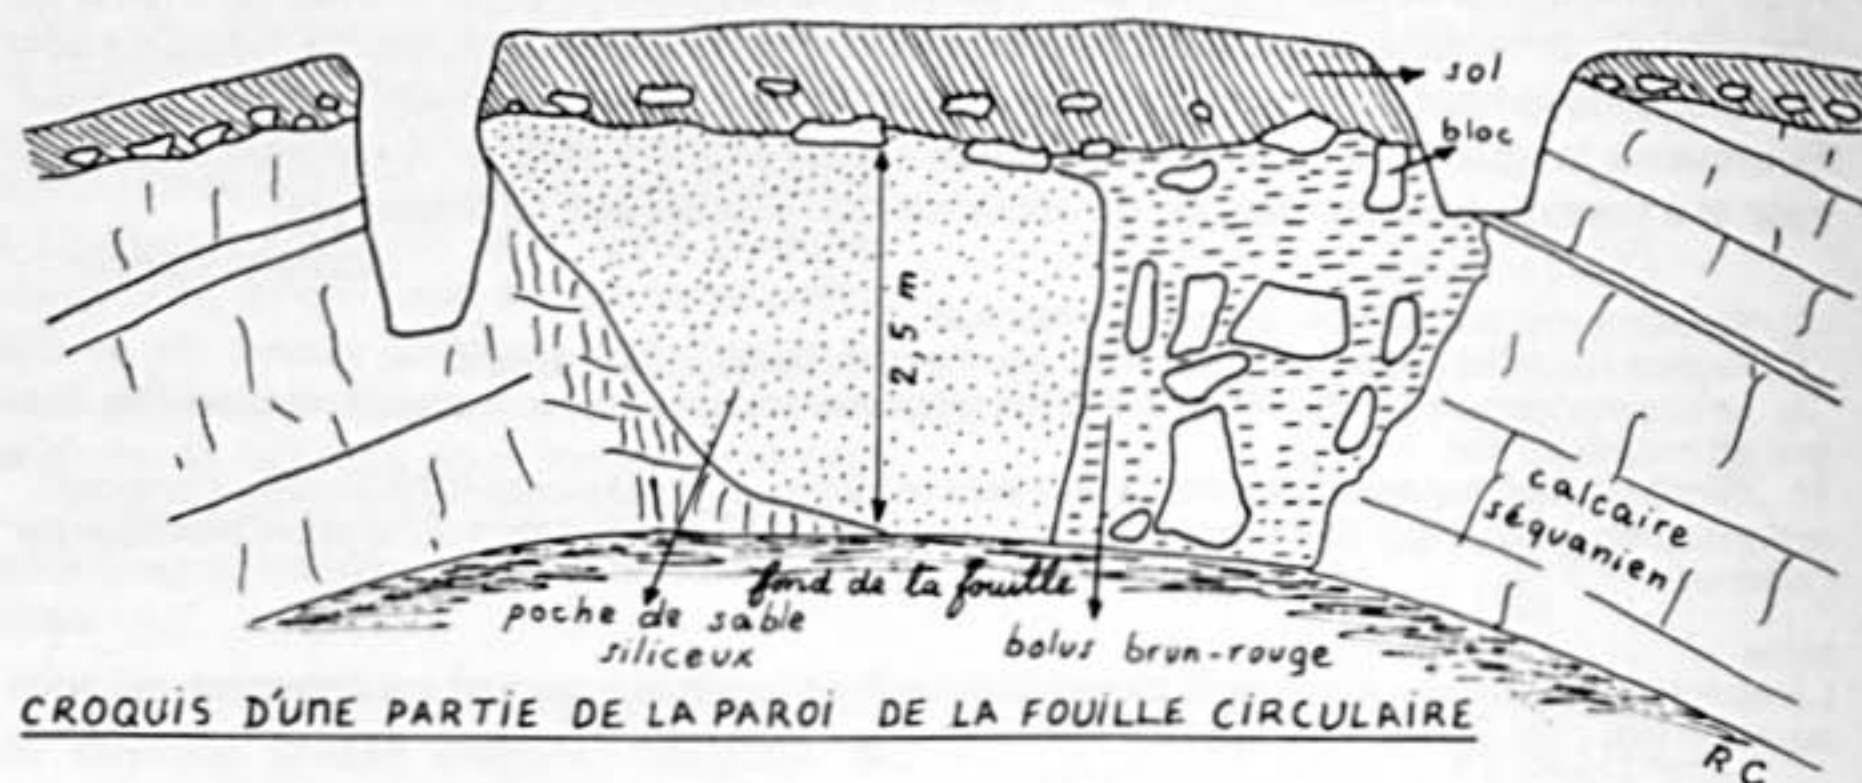 sol
bloc
2,5 m
calcaire
séquanien
fond de la fouille
poche de sable
siliceux
bolus brun-rouge
CROQUIS D'UNE PARTIE DE LA PAROI DE LA FOUILLE CIRCULAIRE
R C